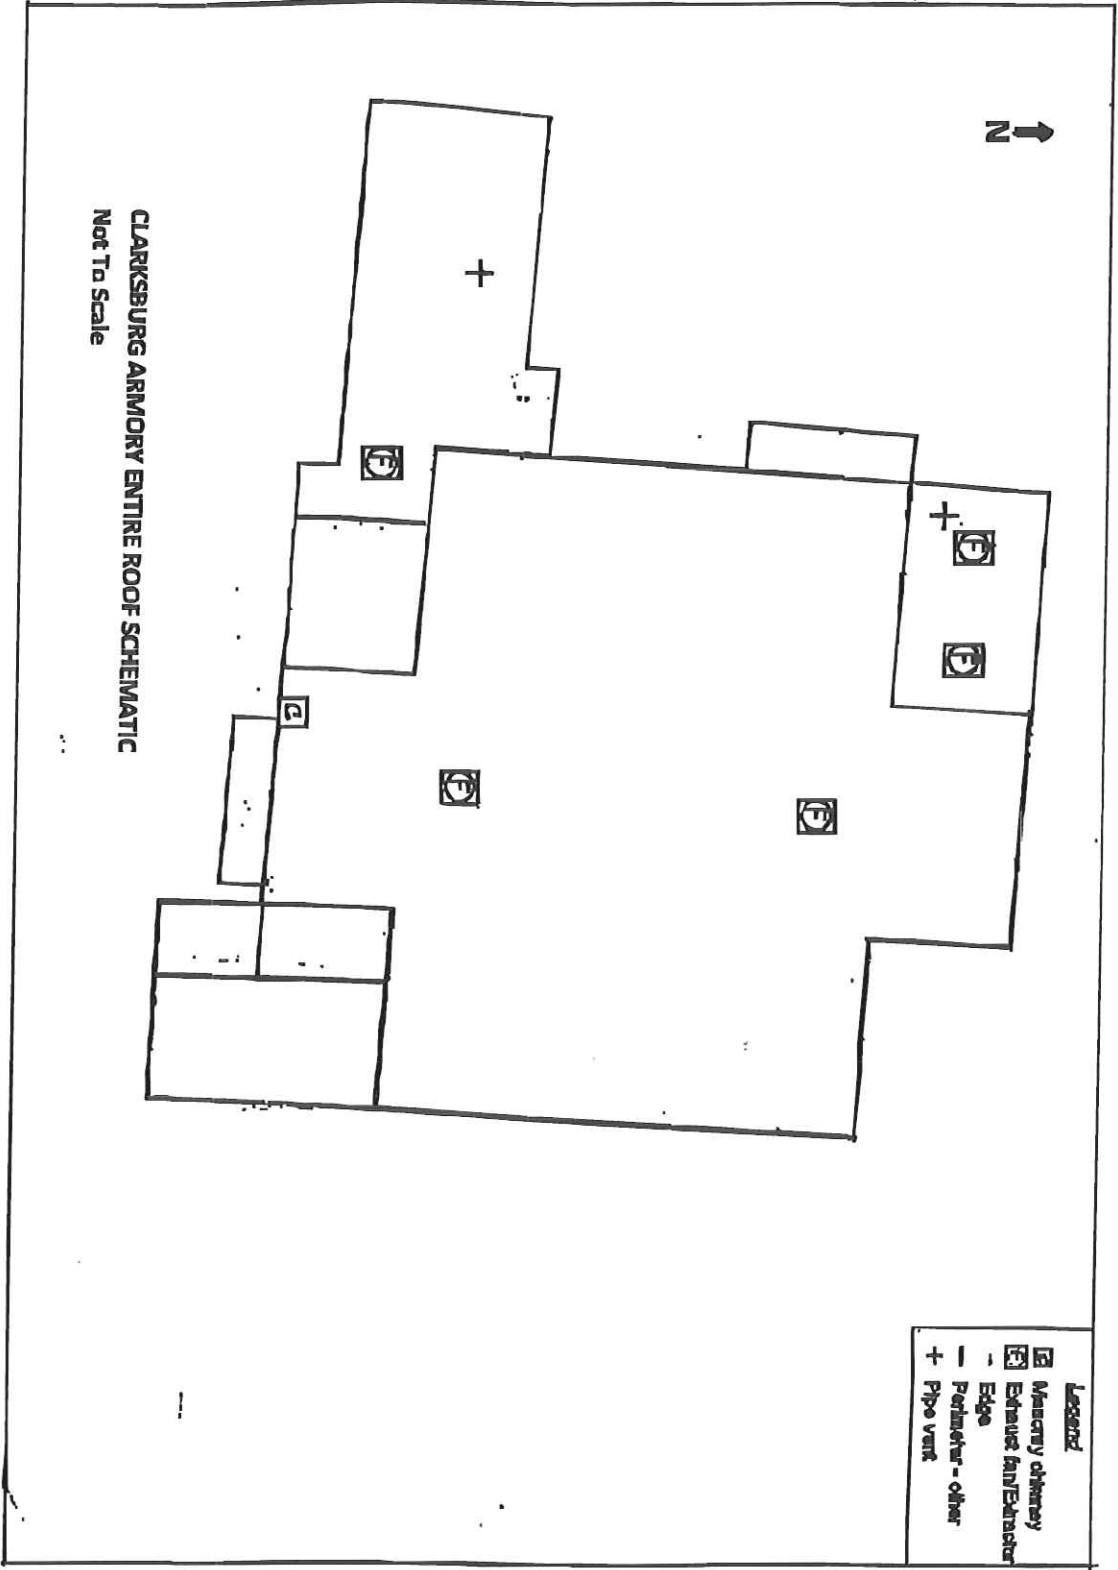 N
CLARKSBURG ARMORY ENTIRE ROOF SCHEMATIC
Not To Scale
E
E
E
E
E
C
Legend
C Masonry chimney
E Exhaust fan/Extractor
- Edge
— Perimeter - other
+ Pipe vent